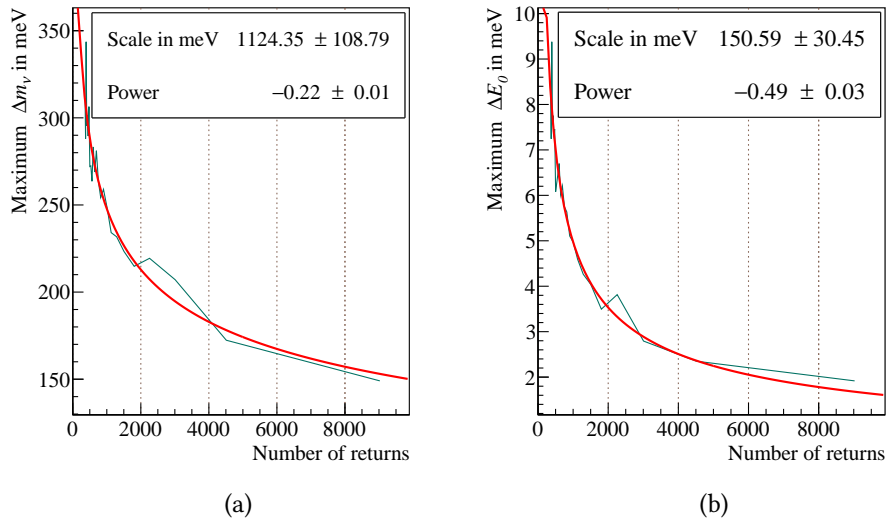 Scale in meV 1124.35 ± 108.79
Power −0.22 ± 0.01
Maximum Δm_ν in meV
350
300
250
200
150
0 2000 4000 6000 8000
Number of returns
(a)
Scale in meV 150.59 ± 30.45
Power −0.49 ± 0.03
Maximum ΔE_0 in meV
10
9
8
7
6
5
4
3
2
0 2000 4000 6000 8000
Number of returns
(b)